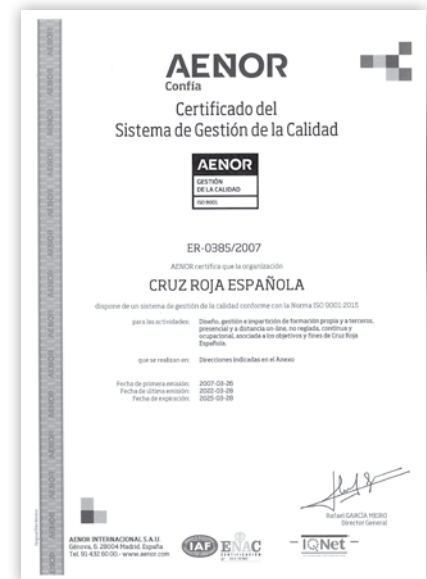 AENOR
Confía
Certificado del
Sistema de Gestión de la Calidad
AENOR
GESTIÓN
DE LA CALIDAD
ISO 9001
ER-0385/2007
AENOR certifica que la organización
CRUZ ROJA ESPAÑOLA
dispone de un sistema de gestión de la calidad conforme con la Norma ISO 9001:2015
para las actividades: Diseño, gestión e impartición de formación propia y a terceros,
presencial y a distancia on-line, no reglada, continua y
ocupacional, asociada a los objetivos y fines de Cruz Roja
Española.
que se realizan en: Direcciones indicadas en el Anexo
Fecha de primera emisión: 2007-03-26
Fecha de última emisión: 2022-03-28
Fecha de expiración: 2025-03-28
Rafael GARCÍA MEIRO
Director General
AENOR INTERNACIONAL S.A.U.
Génova, 6. 28004 Madrid. España
Tel. 91 432 60 00.- www.aenor.com
IAF
ENAC
CERTIFICACIÓN
IQNet